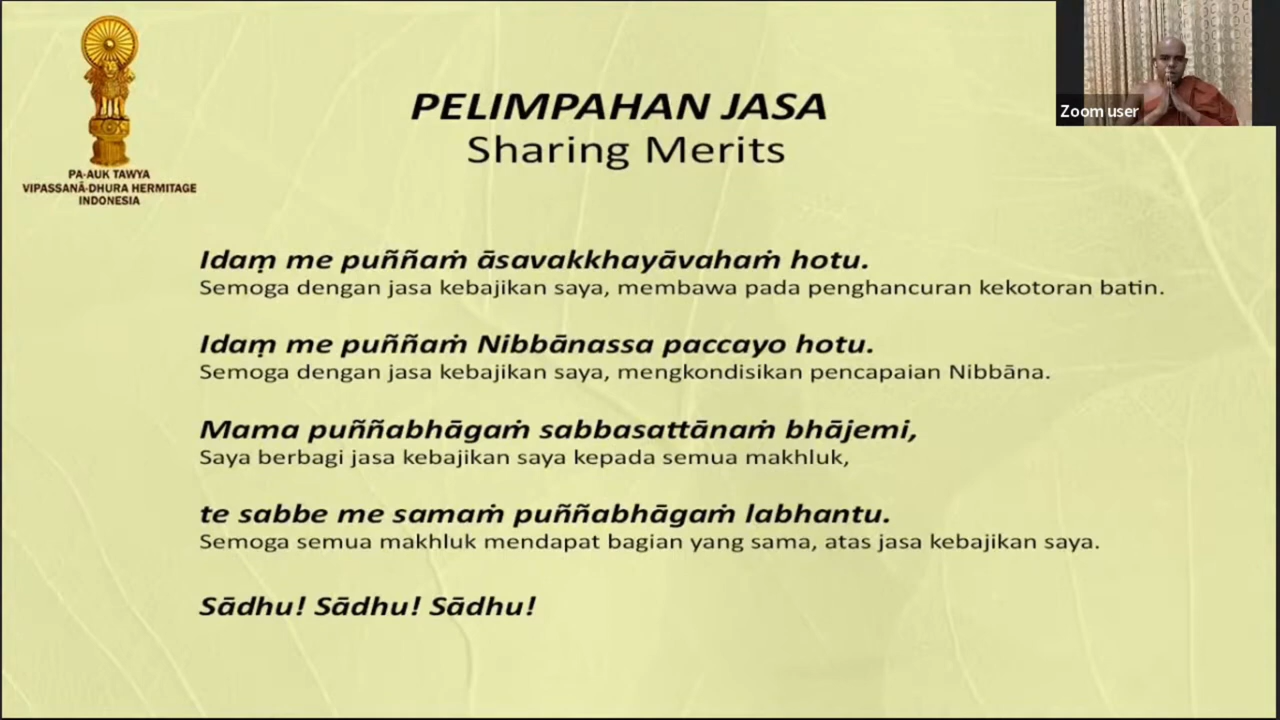 PELIMPAHAN JASA
Sharing Merits
Zoom user
PA-AUK TAWYA
VIPASSANĀ-DHURA HERMITAGE
INDONESIA
Idaṃ me puññaṁ āsavakkhayāvahaṁ hotu.
Semoga dengan jasa kebajikan saya, membawa pada penghancuran kekotoran batin.
Idaṃ me puññaṁ Nibbānassa paccayo hotu.
Semoga dengan jasa kebajikan saya, mengkondisikan pencapaian Nibbāna.
Mama puññabhāgaṁ sabbasattānaṁ bhājemi,
Saya berbagi jasa kebajikan saya kepada semua makhluk,
te sabbe me samaṁ puññabhāgaṁ labhantu.
Semoga semua makhluk mendapat bagian yang sama, atas jasa kebajikan saya.
Sādhu! Sādhu! Sādhu!